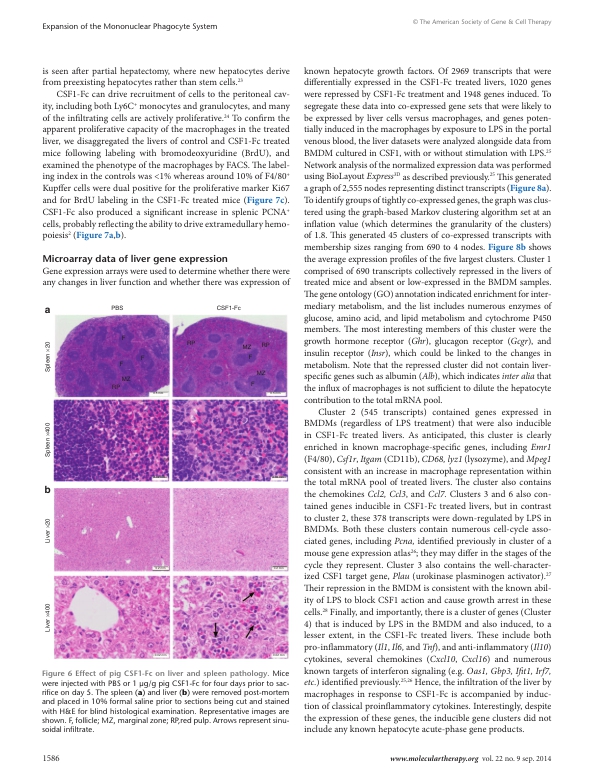 Expansion of the Mononuclear Phagocyte System
© The American Society of Gene & Cell Therapy
is seen after partial hepatectomy, where new hepatocytes derive
from preexisting hepatocytes rather than stem cells.23
CSF1-Fc can drive recruitment of cells to the peritoneal cav-
ity, including both Ly6C+ monocytes and granulocytes, and many
of the infiltrating cells are actively proliferative.24 To confirm the
apparent proliferative capacity of the macrophages in the treated
liver, we disaggregated the livers of control and CSF1-Fc treated
mice following labeling with bromodeoxyuridine (BrdU), and
examined the phenotype of the macrophages by FACS. The label-
ing index in the controls was <1% whereas around 10% of F4/80+
Kupffer cells were dual positive for the proliferative marker Ki67
and for BrdU labeling in the CSF1-Fc treated mice (Figure 7c).
CSF1-Fc also produced a significant increase in splenic PCNA+
cells, probably reflecting the ability to drive extramedullary hemo-
poiesis2 (Figure 7a,b).
Microarray data of liver gene expression
Gene expression arrays were used to determine whether there were
any changes in liver function and whether there was expression of
a
PBS
CSF1-Fc
Spleen ×20
F
MZ
RP
RP
MZ
F
MZ
RP
Spleen ×400
b
Liver ×20
Liver ×400
Figure 6 Effect of pig CSF1-Fc on liver and spleen pathology. Mice
were injected with PBS or 1 μg/g pig CSF1-Fc for four days prior to sac-
rifice on day 5. The spleen (a) and liver (b) were removed post-mortem
and placed in 10% formal saline prior to sections being cut and stained
with H&E for blind histological examination. Representative images are
shown. F, follicle; MZ, marginal zone; RP,red pulp. Arrows represent sinu-
soidal infiltrate.
known hepatocyte growth factors. Of 2969 transcripts that were
differentially expressed in the CSF1-Fc treated livers, 1020 genes
were repressed by CSF1-Fc treatment and 1948 genes induced. To
segregate these data into co-expressed gene sets that were likely to
be expressed by liver cells versus macrophages, and genes poten-
tially induced in the macrophages by exposure to LPS in the portal
venous blood, the liver datasets were analyzed alongside data from
BMDM cultured in CSF1, with or without stimulation with LPS.25
Network analysis of the normalized expression data was performed
using BioLayout Express3D as described previously.25 This generated
a graph of 2,555 nodes representing distinct transcripts (Figure 8a).
To identify groups of tightly co-expressed genes, the graph was clus-
tered using the graph-based Markov clustering algorithm set at an
inflation value (which determines the granularity of the clusters)
of 1.8. This generated 45 clusters of co-expressed transcripts with
membership sizes ranging from 690 to 4 nodes. Figure 8b shows
the average expression profiles of the five largest clusters. Cluster 1
comprised of 690 transcripts collectively repressed in the livers of
treated mice and absent or low-expressed in the BMDM samples.
The gene ontology (GO) annotation indicated enrichment for inter-
mediary metabolism, and the list includes numerous enzymes of
glucose, amino acid, and lipid metabolism and cytochrome P450
members. The most interesting members of this cluster were the
growth hormone receptor (Ghr), glucagon receptor (Gcgr), and
insulin receptor (Insr), which could be linked to the changes in
metabolism. Note that the repressed cluster did not contain liver-
specific genes such as albumin (Alb), which indicates inter alia that
the influx of macrophages is not sufficient to dilute the hepatocyte
contribution to the total mRNA pool.
Cluster 2 (545 transcripts) contained genes expressed in
BMDMs (regardless of LPS treatment) that were also inducible
in CSF1-Fc treated livers. As anticipated, this cluster is clearly
enriched in known macrophage-specific genes, including Emr1
(F4/80), Csf1r, Itgam (CD11b), CD68, lyz1 (lysozyme), and Mpeg1
consistent with an increase in macrophage representation within
the total mRNA pool of treated livers. The cluster also contains
the chemokines Ccl2, Ccl3, and Ccl7. Clusters 3 and 6 also con-
tained genes inducible in CSF1-Fc treated livers, but in contrast
to cluster 2, these 378 transcripts were down-regulated by LPS in
BMDMs. Both these clusters contain numerous cell-cycle asso-
ciated genes, including Pcna, identified previously in cluster of a
mouse gene expression atlas26; they may differ in the stages of the
cycle they represent. Cluster 3 also contains the well-character-
ized CSF1 target gene, Plau (urokinase plasminogen activator).27
Their repression in the BMDM is consistent with the known abil-
ity of LPS to block CSF1 action and cause growth arrest in these
cells.28 Finally, and importantly, there is a cluster of genes (Cluster
4) that is induced by LPS in the BMDM and also induced, to a
lesser extent, in the CSF1-Fc treated livers. These include both
pro-inflammatory (Il1, Il6, and Tnf), and anti-inflammatory (Il10)
cytokines, several chemokines (Cxcl10, Cxcl16) and numerous
known targets of interferon signaling (e.g. Oas1, Gbp3, Ifit1, Irf7,
etc.) identified previously.25,26 Hence, the infiltration of the liver by
macrophages in response to CSF1-Fc is accompanied by induc-
tion of classical proinflammatory cytokines. Interestingly, despite
the expression of these genes, the inducible gene clusters did not
include any known hepatocyte acute-phase gene products.
1586
www.moleculartherapy.org vol. 22 no. 9 sep. 2014